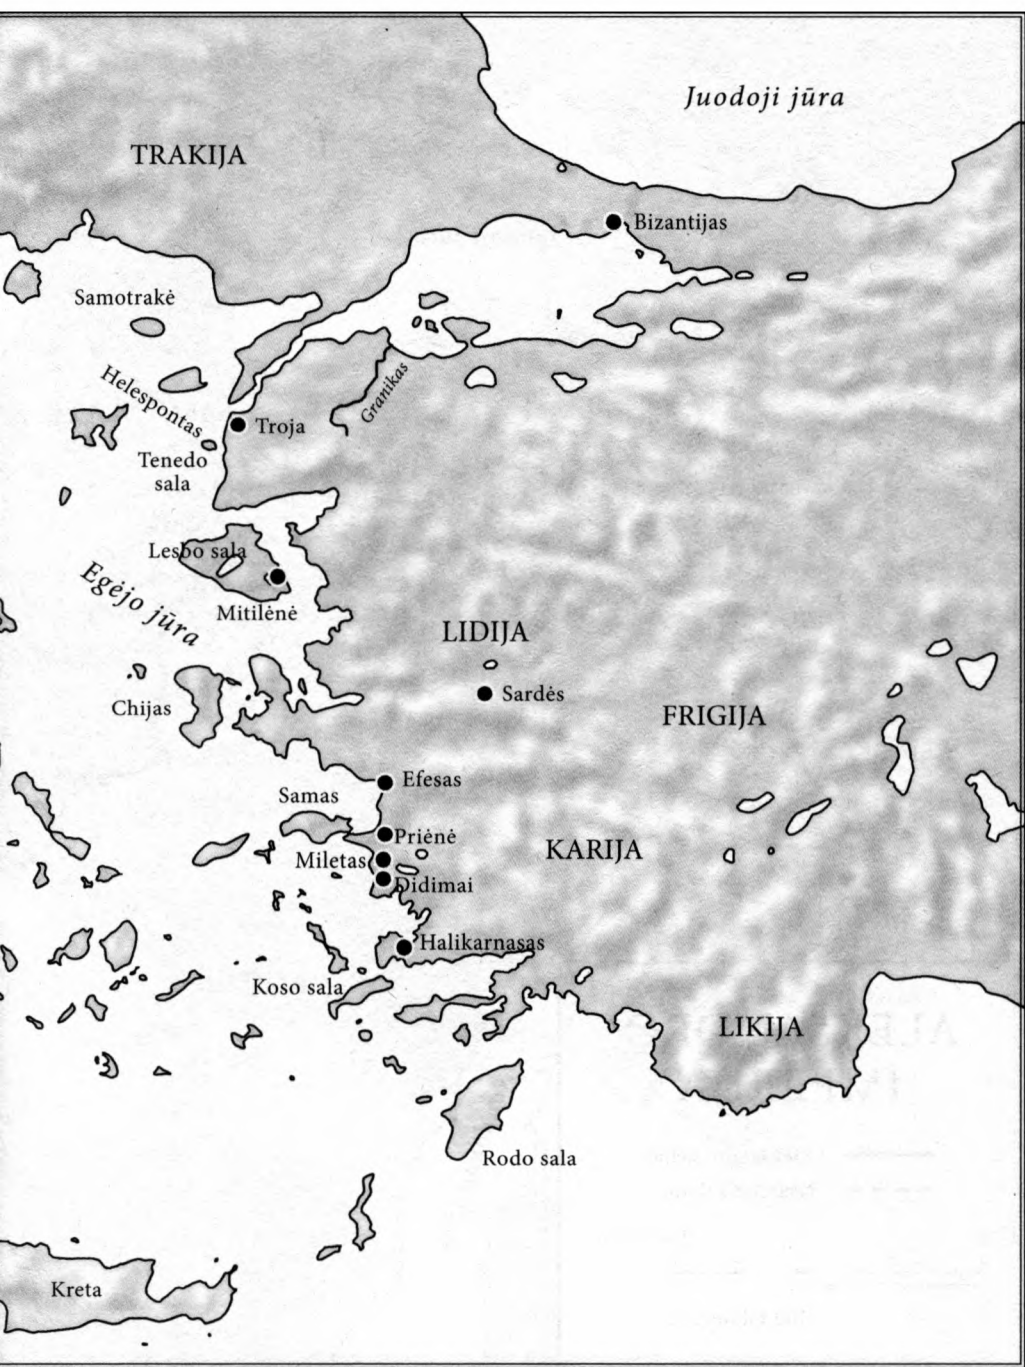 Juodoji jūra
TRAKIJA
Bizantijas
Samotrakė
Helespontas
Granikas
Troja
Tenedo
sala
Lesbo sala
Egėjo jūra
Mitilėnė
LIDIJA
Sardės
Chijas
FRIGIJA
Efesas
Samas
Priėnė
KARIJA
Miletas
Didimai
Halikarnasas
Koso sala
LIKIJA
Rodo sala
Kreta